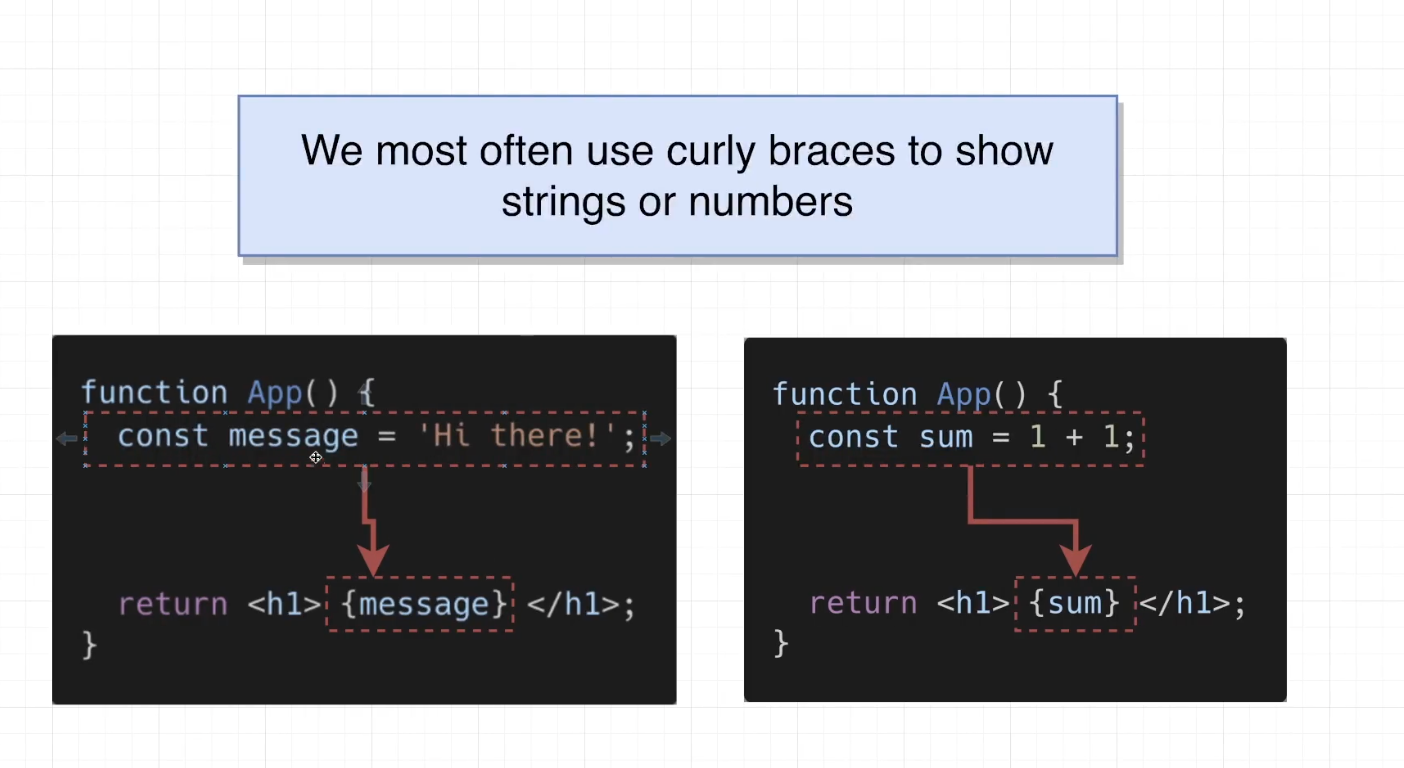 We most often use curly braces to show
strings or numbers
function App() {
const message = 'Hi there!';
return <h1> {message} </h1>;
}
function App() {
const sum = 1 + 1;
return <h1> {sum} </h1>;
}